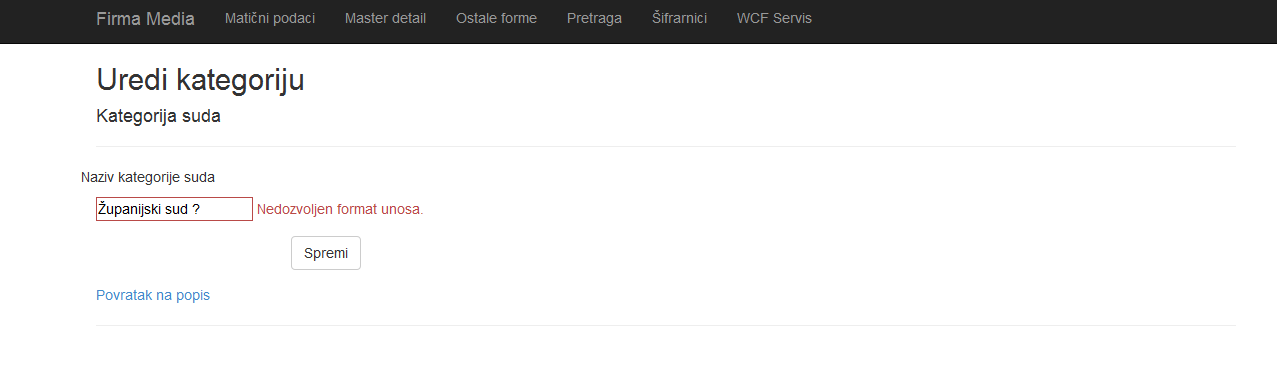 Firma Media Matični podaci Master detail Ostale forme Pretraga Šifrarnici WCF Servis
Uredi kategoriju
Kategorija suda
Naziv kategorije suda
Županijski sud ? Nedozvoljen format unosa.
Spremi
Povratak na popis